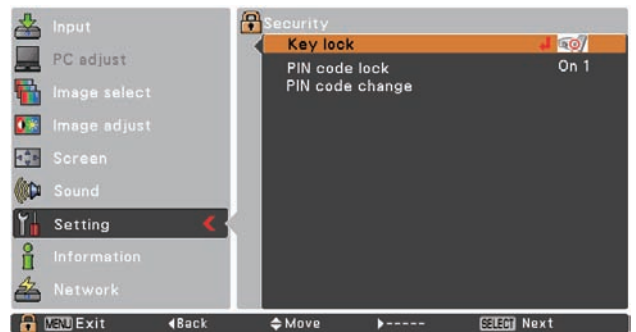 Input
PC adjust
Image select
Image adjust
Screen
Sound
Setting
Information
Network
Security
Key lock
PIN code lock On 1
PIN code change
MENU Exit ◀Back Move ▶----- SELECT Next